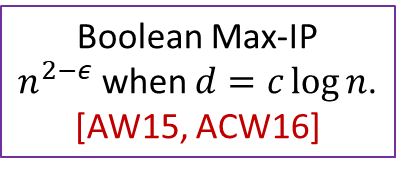 Boolean Max-IP
n^{2−ϵ} when d = c log n.
[AW15, ACW16]